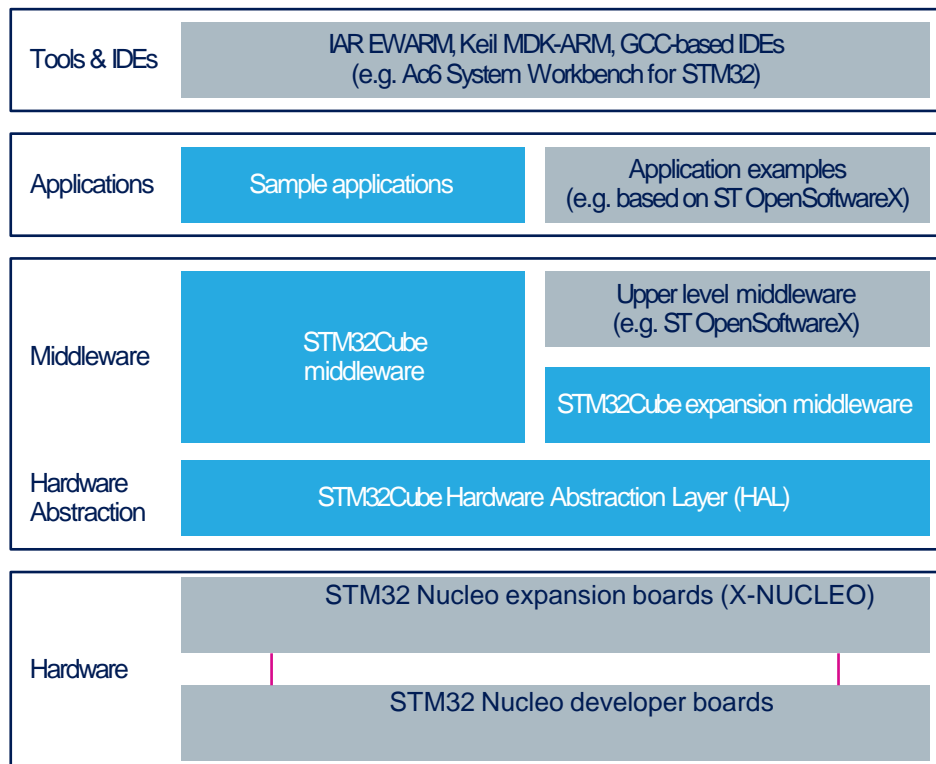 Tools & IDEs
IAR EWARM, Keil MDK-ARM, GCC-based IDEs
(e.g. Ac6 System Workbench for STM32)
Applications
Sample applications
Application examples
(e.g. based on ST OpenSoftwareX)
Middleware
STM32Cube
middleware
Upper level middleware
(e.g. ST OpenSoftwareX)
STM32Cube expansion middleware
Hardware
Abstraction
STM32Cube Hardware Abstraction Layer (HAL)
Hardware
STM32 Nucleo expansion boards (X-NUCLEO)
STM32 Nucleo developer boards